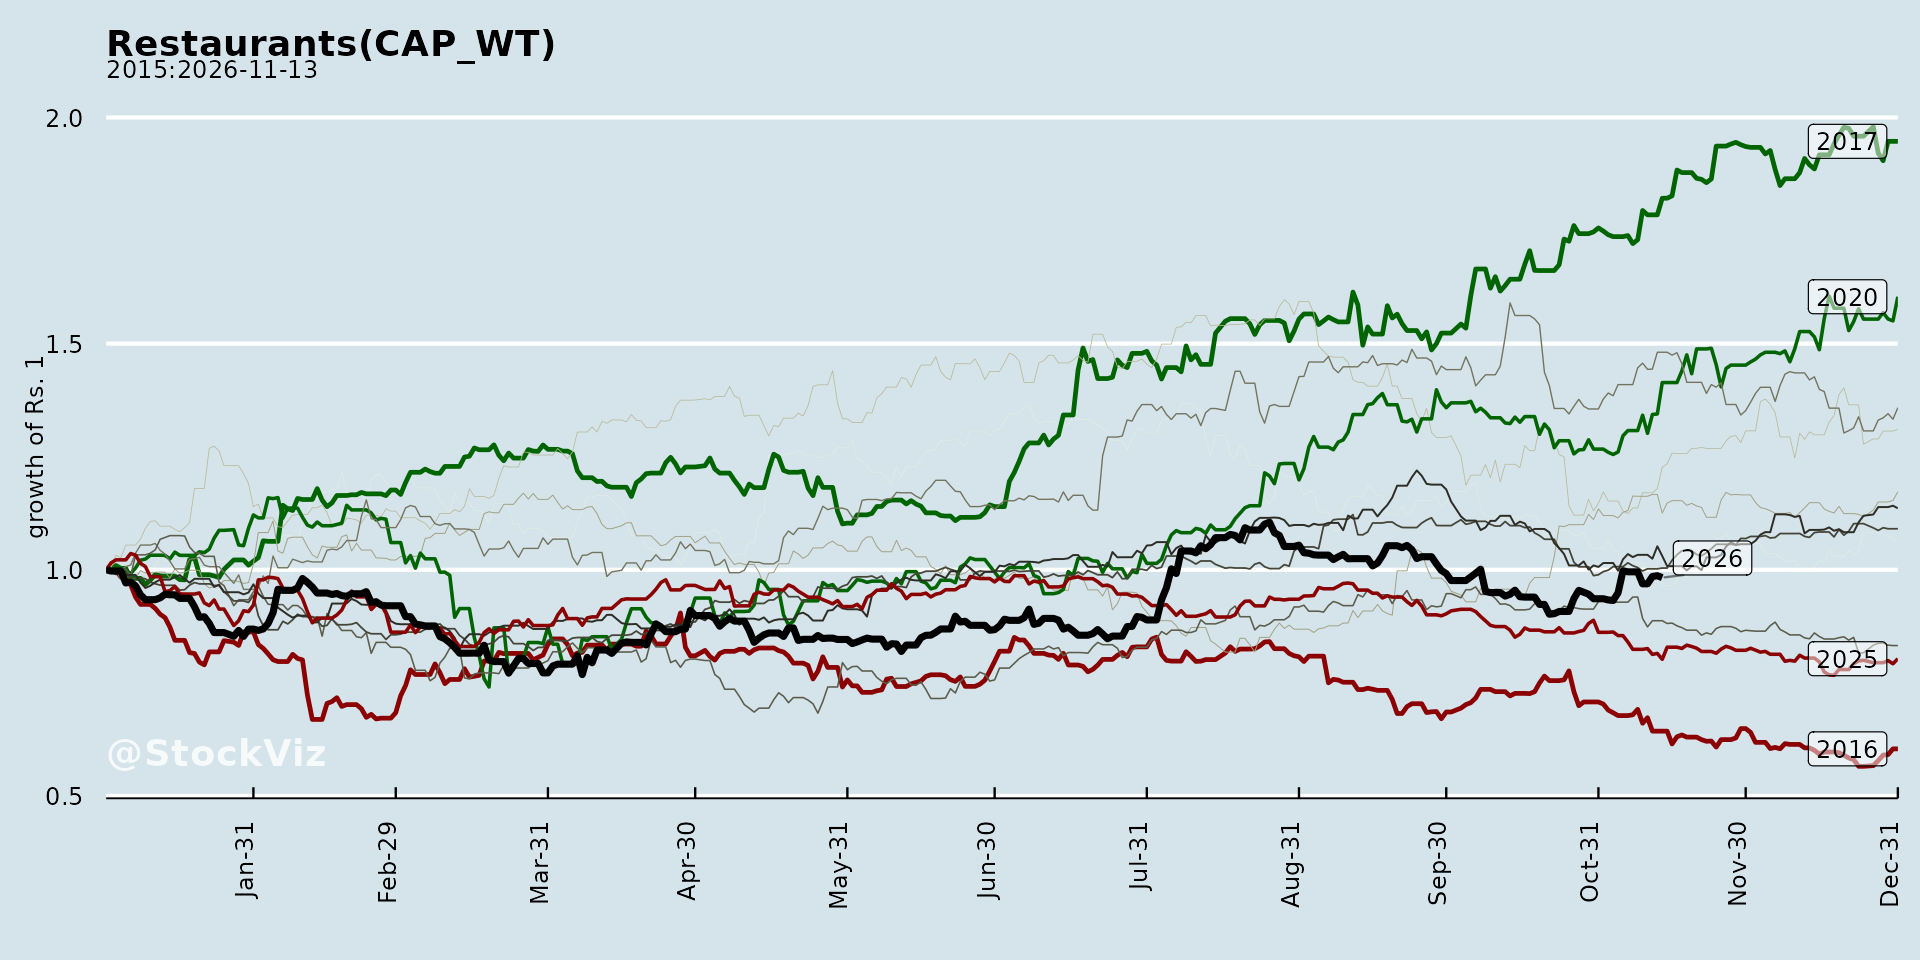 Restaurants(CAP_WT)
2015:2026-11-13
growth of Rs. 1
2.0
1.5
1.0
0.5
2017
2020
2026
2025
2016
@StockViz
Jan-31
Feb-29
Mar-31
Apr-30
May-31
Jun-30
Jul-31
Aug-31
Sep-30
Oct-31
Nov-30
Dec-31